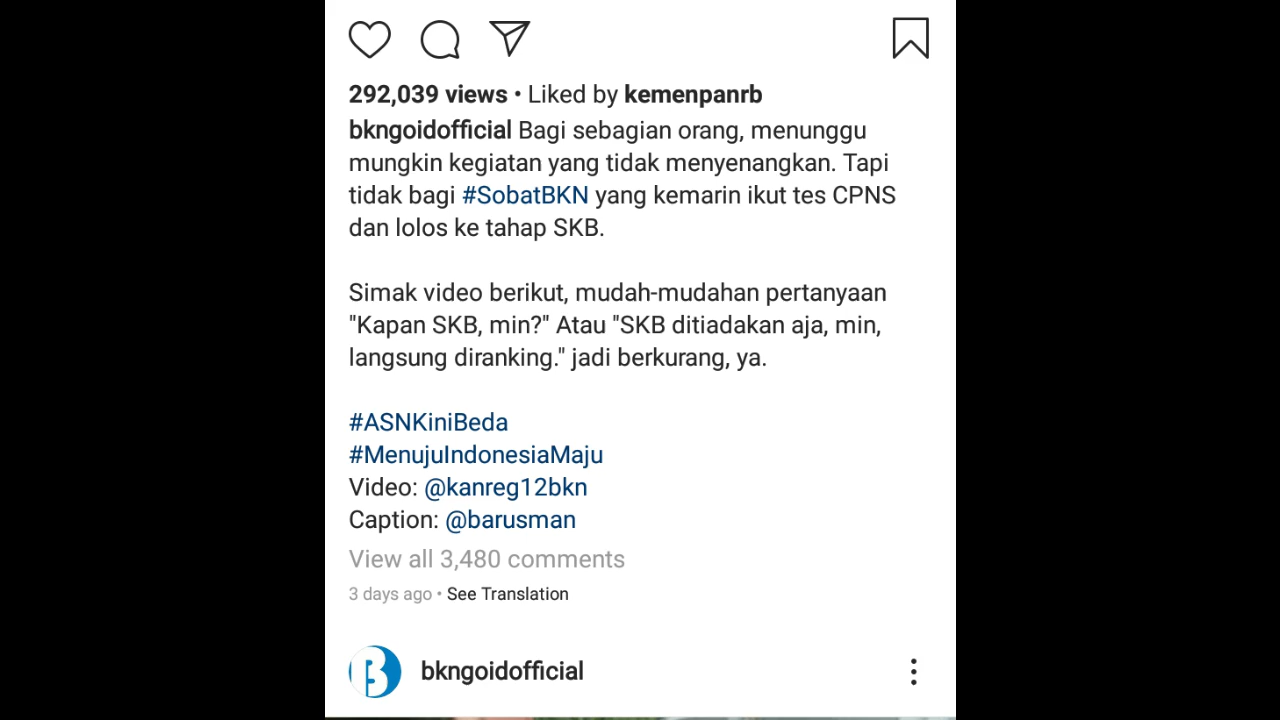 292,039 views • Liked by kemenpanrb
bkngoidofficial Bagi sebagian orang, menunggu
mungkin kegiatan yang tidak menyenangkan. Tapi
tidak bagi #SobatBKN yang kemarin ikut tes CPNS
dan lolos ke tahap SKB.
Simak video berikut, mudah-mudahan pertanyaan
"Kapan SKB, min?" Atau "SKB ditiadakan aja, min,
langsung diranking." jadi berkurang, ya.
#ASNKiniBeda
#MenujuIndonesiaMaju
Video: @kanreg12bkn
Caption: @barusman
View all 3,480 comments
3 days ago • See Translation
bkngoidofficial